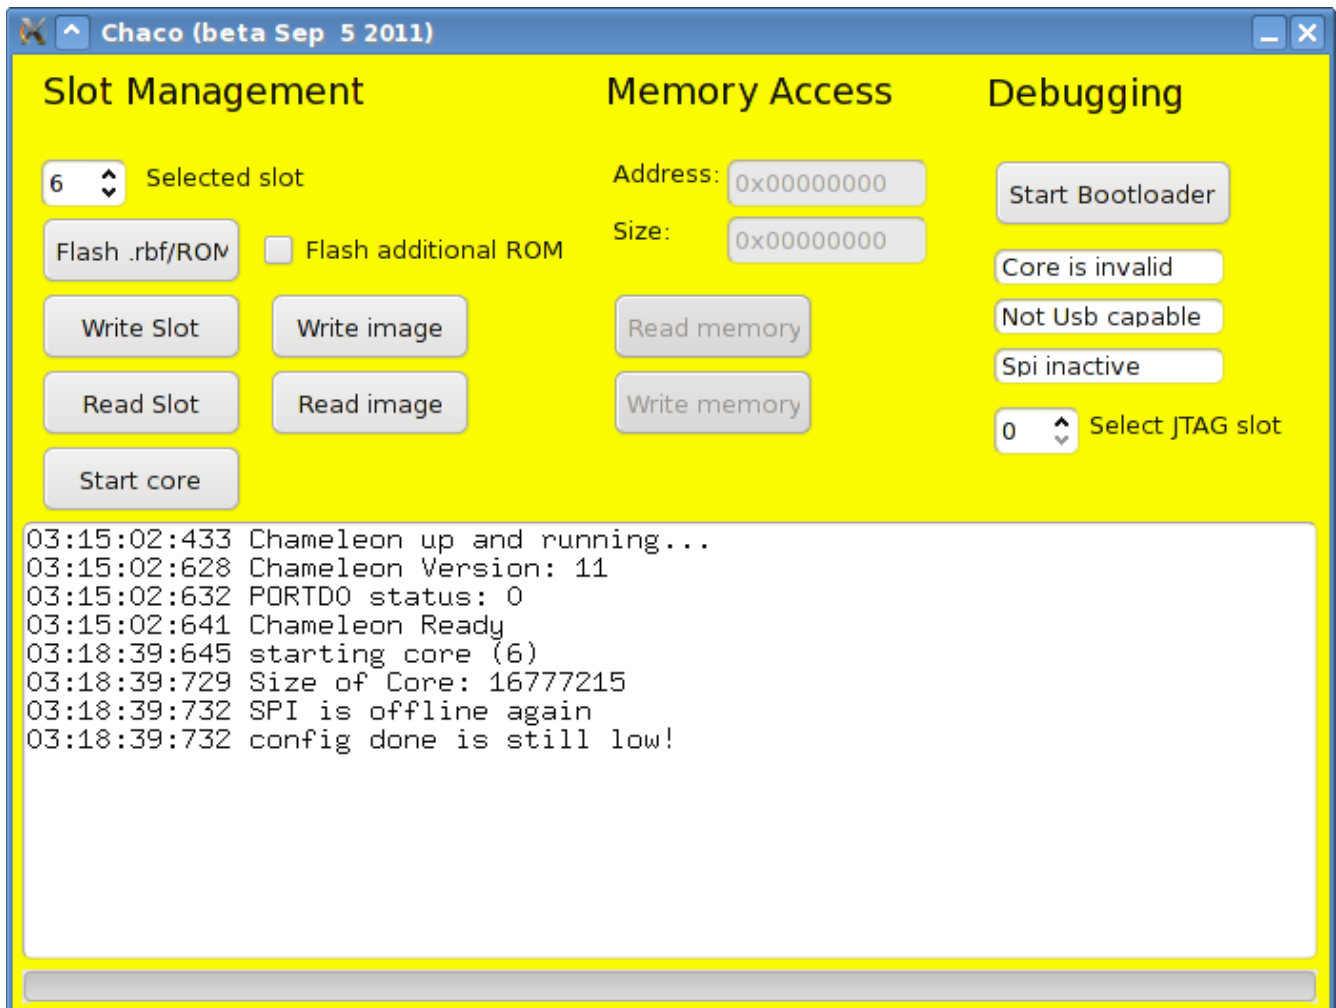 Chaco (beta Sep  5 2011)
Slot Management
Memory Access
Debugging
6
Selected slot
Address:
0x00000000
Start Bootloader
Flash .rbf/ROM
Flash additional ROM
Size:
0x00000000
Core is invalid
Write Slot
Write image
Read memory
Not Usb capable
Spi inactive
Read Slot
Read image
Write memory
0
Select JTAG slot
Start core
03:15:02:433 Chameleon up and running...
03:15:02:628 Chameleon Version: 11
03:15:02:632 PORTDO status: 0
03:15:02:641 Chameleon Ready
03:18:39:645 starting core (6)
03:18:39:729 Size of Core: 16777215
03:18:39:732 SPI is offline again
03:18:39:732 config done is still low!